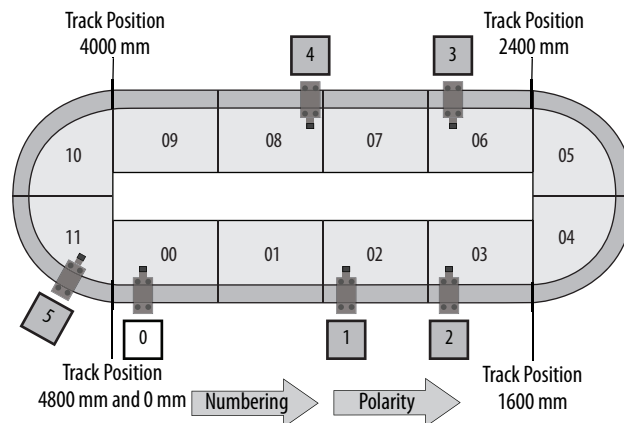 Track Position
4000 mm
Track Position
2400 mm
4
3
10
09
08
07
06
05
11
00
01
02
03
04
5
0
1
2
Track Position
4800 mm and 0 mm
Numbering
Polarity
Track Position
1600 mm